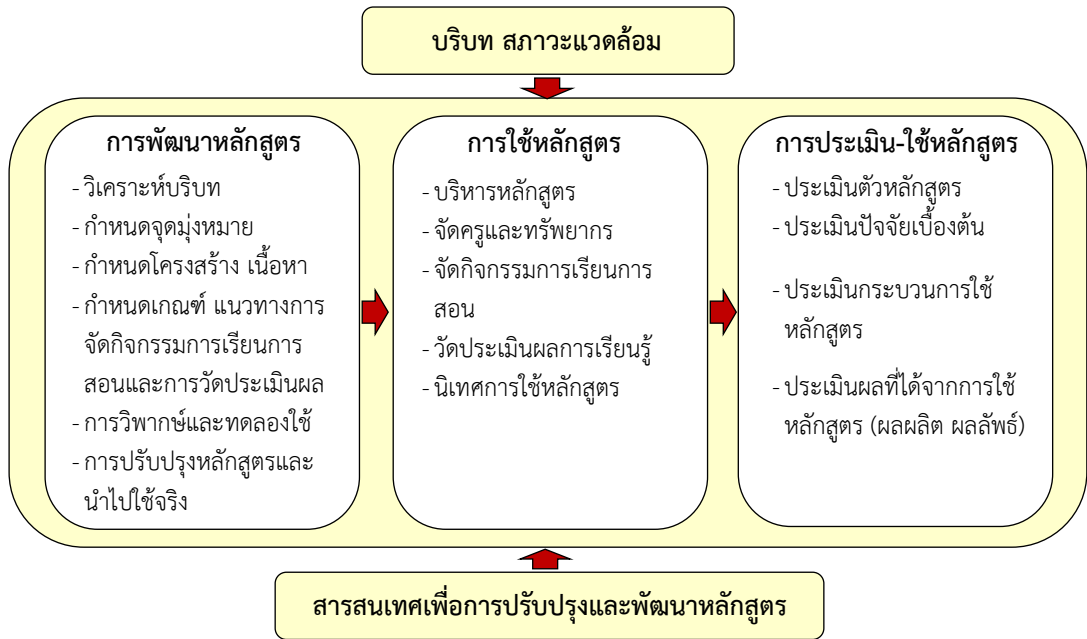 บริบท สภาวะแวดล้อม
การพัฒนาหลักสูตร
- วิเคราะห์บริบท
- กำหนดจุดมุ่งหมาย
- กำหนดโครงสร้าง เนื้อหา
- กำหนดเกณฑ์ แนวทางการ
จัดกิจกรรมการเรียนการ
สอนและการวัดประเมินผล
- การวิพากษ์และทดลองใช้
- การปรับปรุงหลักสูตรและ
นำไปใช้จริง
การใช้หลักสูตร
- บริหารหลักสูตร
- จัดครูและทรัพยากร
- จัดกิจกรรมการเรียนการ
สอน
- วัดประเมินผลการเรียนรู้
- นิเทศการใช้หลักสูตร
การประเมิน-ใช้หลักสูตร
- ประเมินตัวหลักสูตร
- ประเมินปัจจัยเบื้องต้น
- ประเมินกระบวนการใช้
หลักสูตร
- ประเมินผลที่ได้จากการใช้
หลักสูตร (ผลผลิต ผลลัพธ์)
สารสนเทศเพื่อการปรับปรุงและพัฒนาหลักสูตร